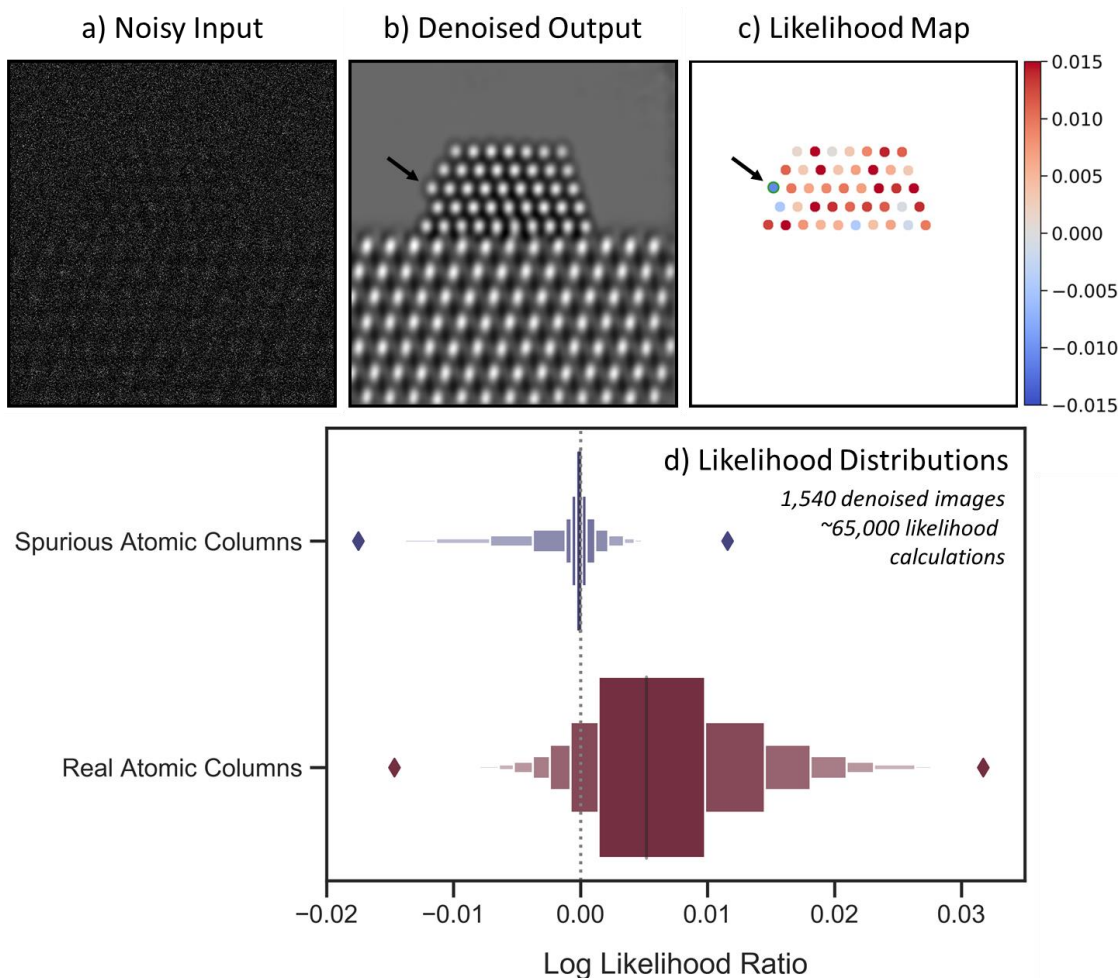 a) Noisy Input
b) Denoised Output
c) Likelihood Map
0.015
0.010
0.005
0.000
−0.005
−0.010
−0.015
d) Likelihood Distributions
1,540 denoised images
~65,000 likelihood
calculations
Spurious Atomic Columns
Real Atomic Columns
−0.02
−0.01
0.00
0.01
0.02
0.03
Log Likelihood Ratio